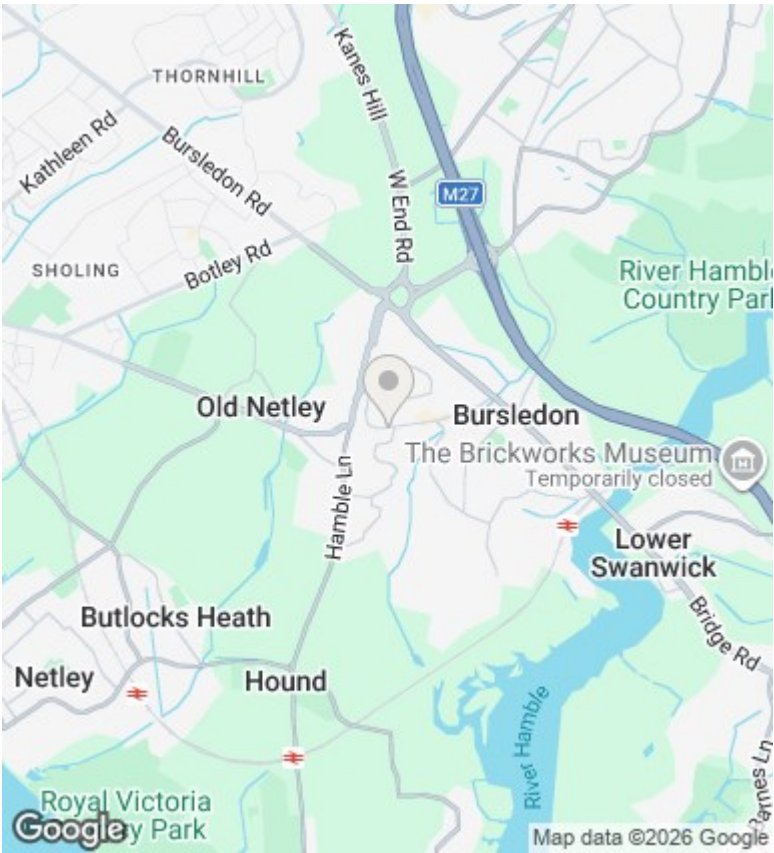 Kanes Hill
THORNHILL
Kathleen Rd
Bursledon Rd
M27
W End Rd
Botley Rd
SHOLING
River Hamble
Country Park
Old Netley
Bursledon
The Brickworks Museum
Temporarily closed
Hamble Ln
Lower
Swanwick
Butlocks Heath
Bridge Rd
Netley
Hound
River Hamble
Barnes Ln
Royal Victoria
Park
Google
Map data ©2026 Google